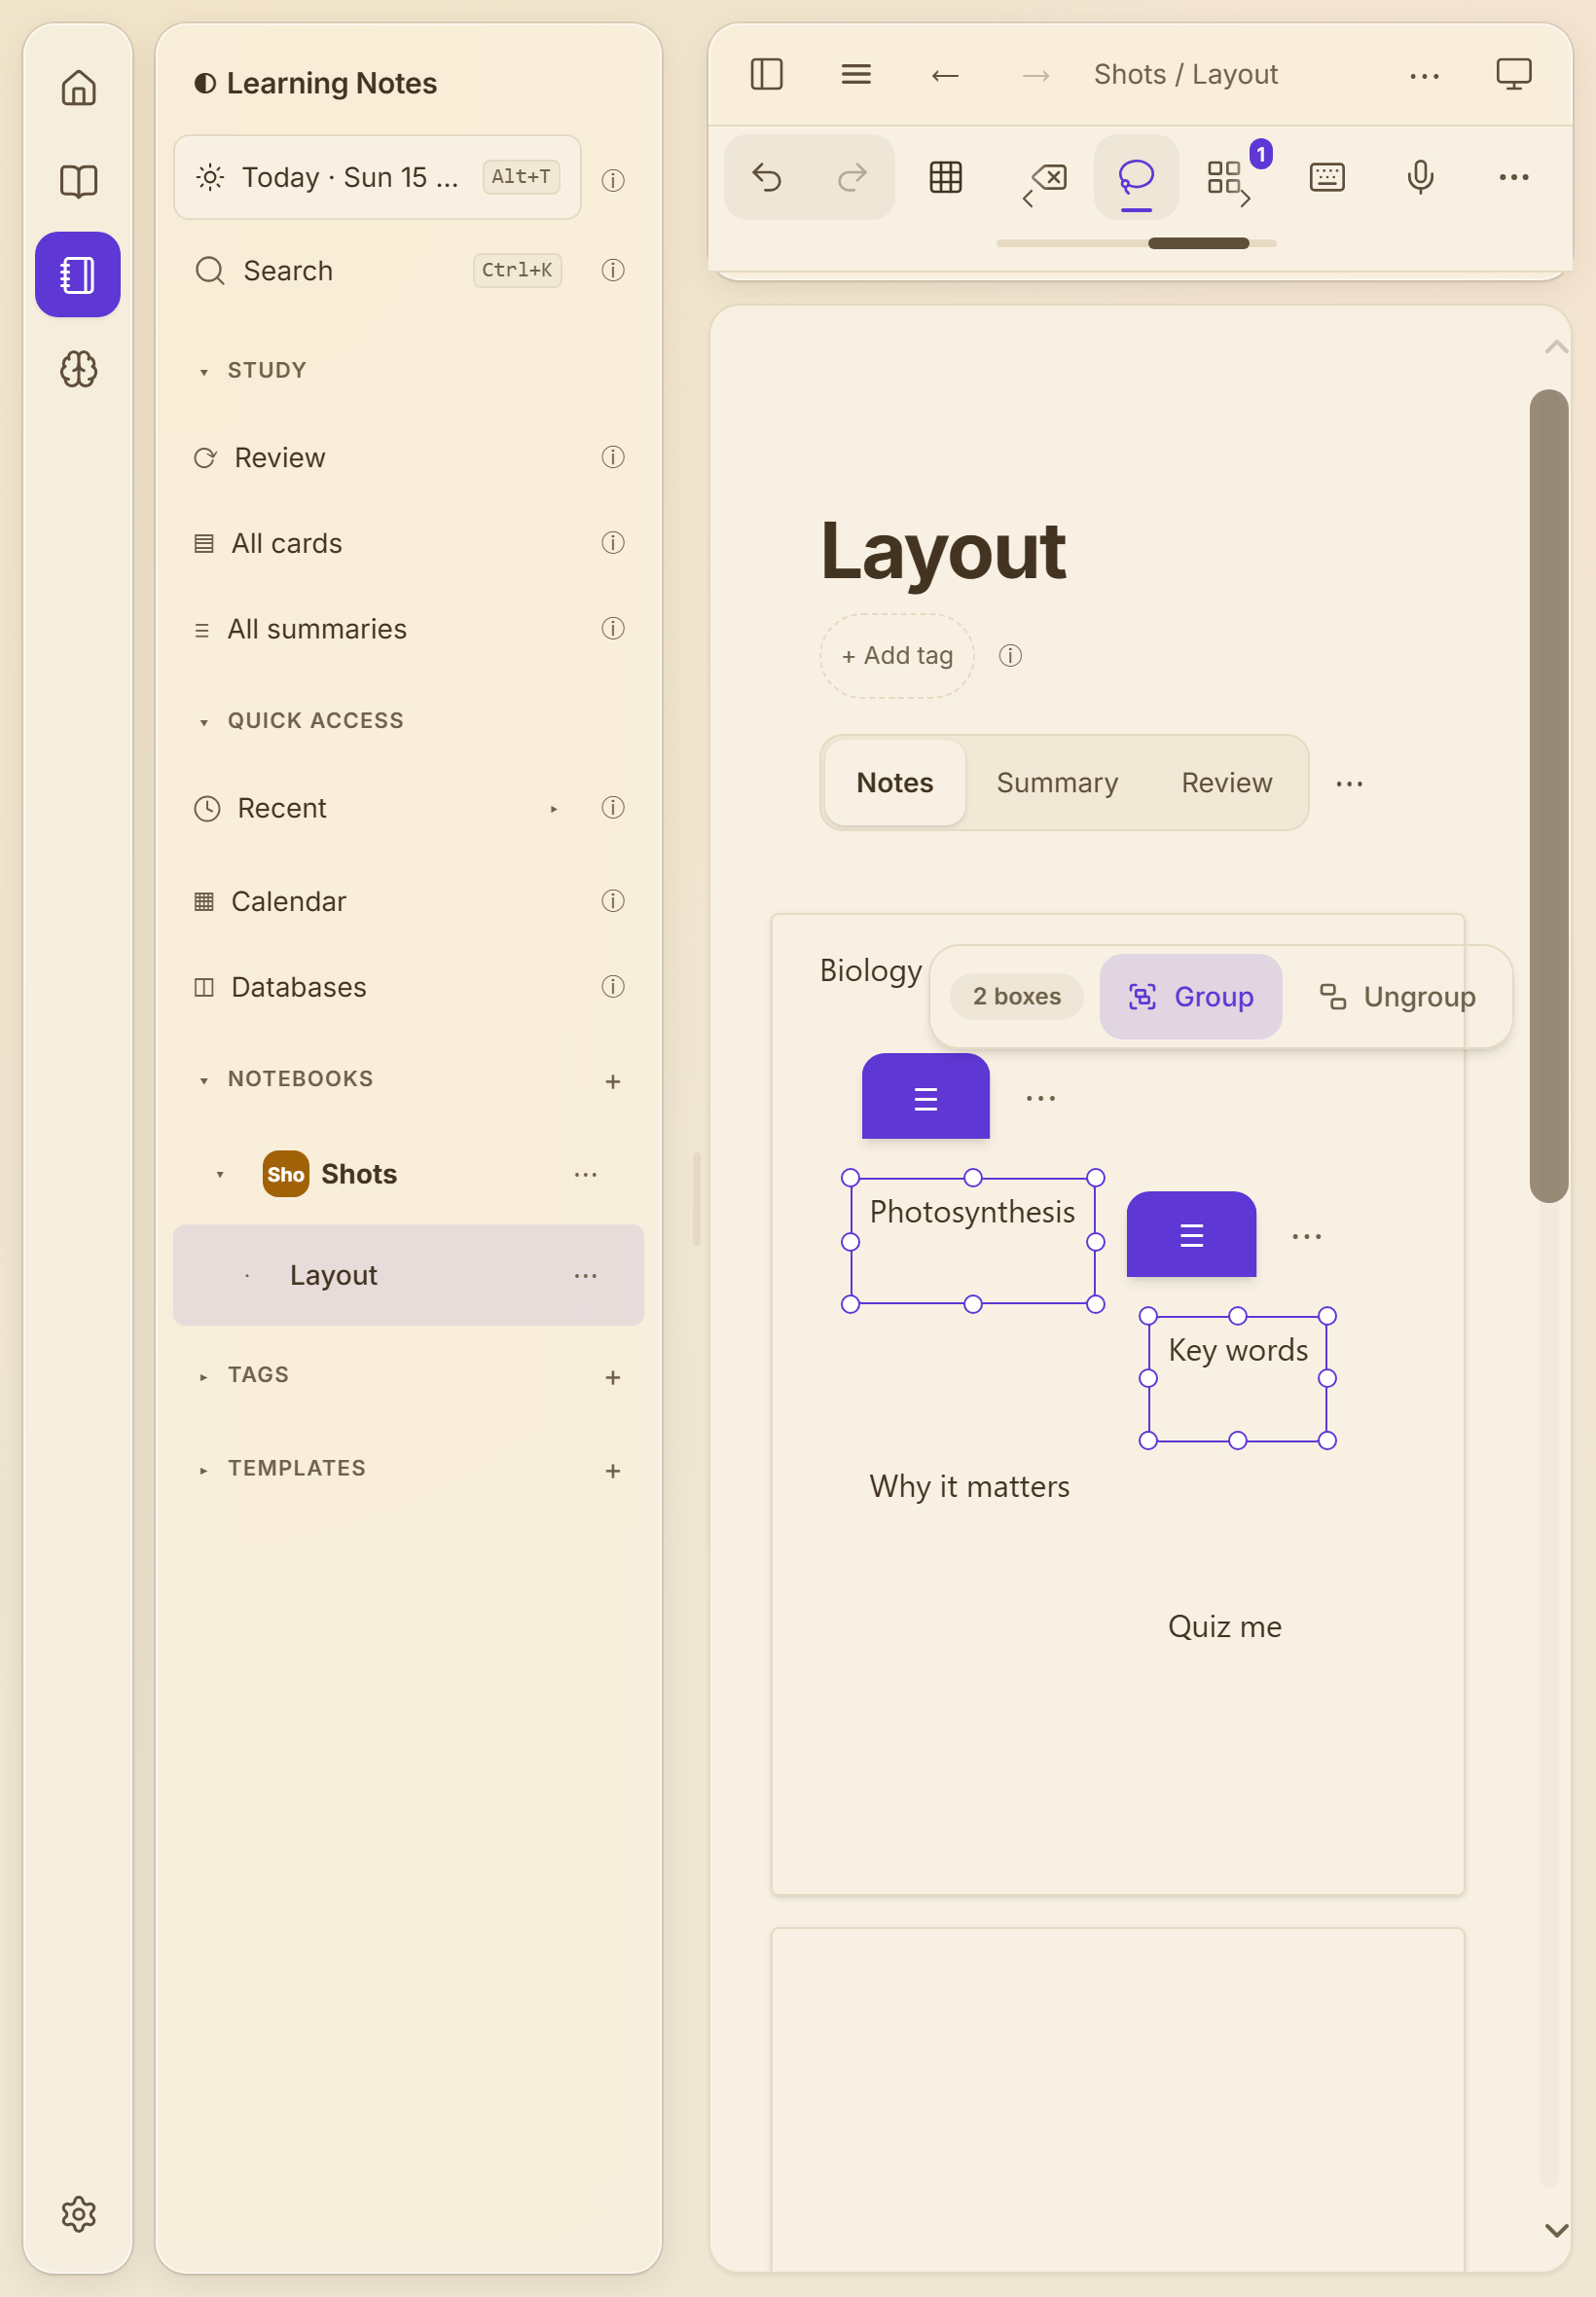 Learning Notes
Today · Sun 15 ... Alt+T
Search Ctrl+K
STUDY
Review
All cards
All summaries
QUICK ACCESS
Recent
Calendar
Databases
NOTEBOOKS +
Sho Shots
Layout
TAGS +
TEMPLATES +
Shots / Layout
1
Layout
+ Add tag
Notes Summary Review
Biology
2 boxes Group Ungroup
Photosynthesis
Key words
Why it matters
Quiz me